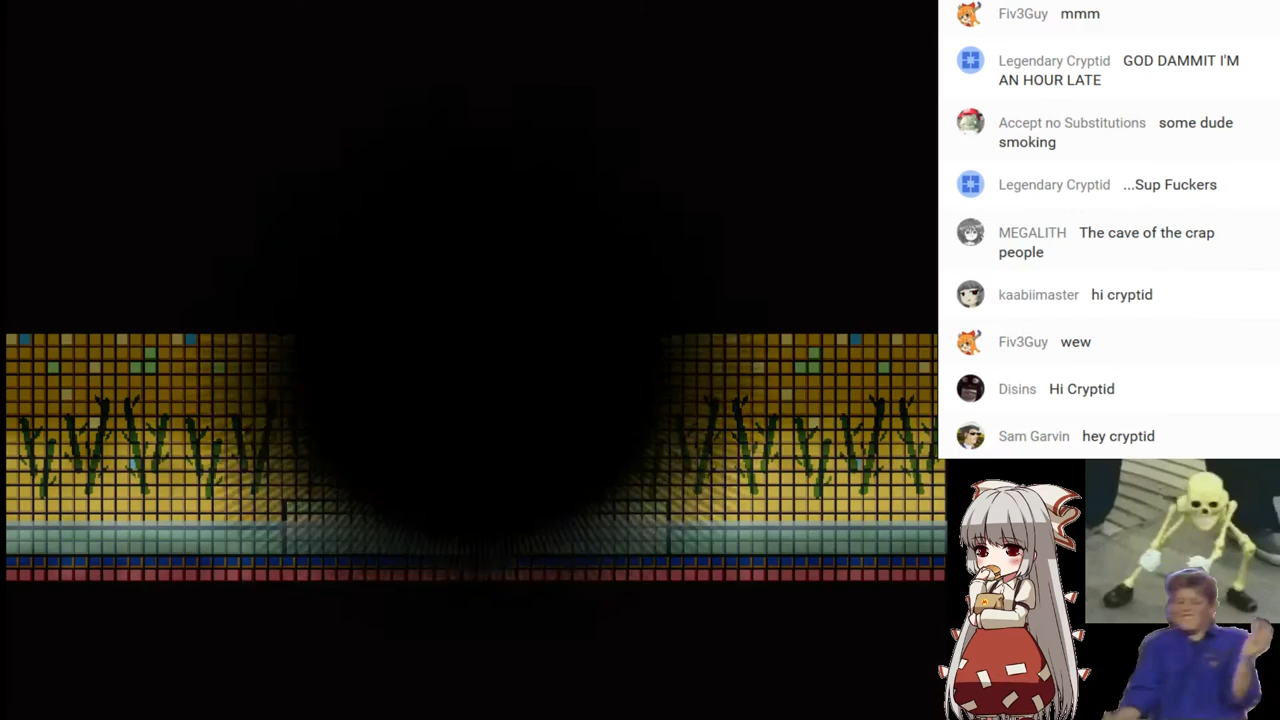 Fiv3Guy mmm
Legendary Cryptid GOD DAMMIT I'M
AN HOUR LATE
Accept no Substitutions some dude
smoking
Legendary Cryptid ...Sup Fuckers
MEGALITH The cave of the crap
people
kaabiimaster hi cryptid
Fiv3Guy wew
Disins Hi Cryptid
Sam Garvin hey cryptid